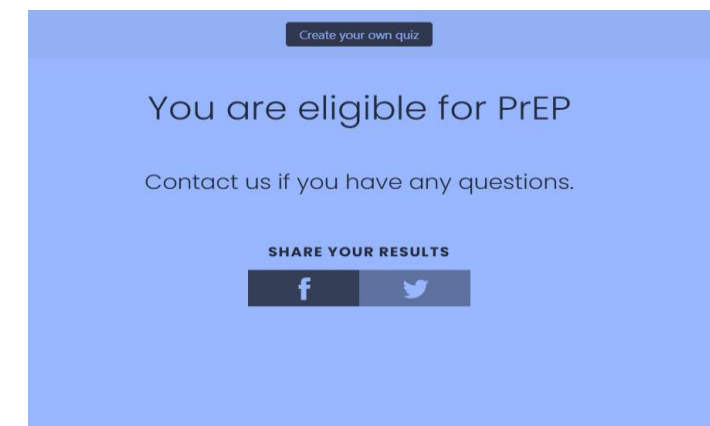 Create your own quiz
You are eligible for PrEP
Contact us if you have any questions.
SHARE YOUR RESULTS